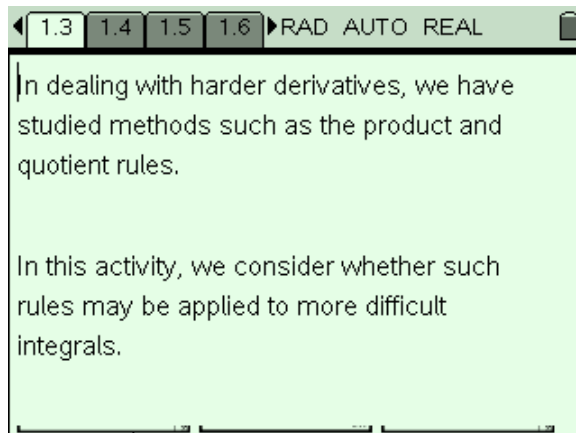 1.3 1.4 1.5 1.6 RAD AUTO REAL
In dealing with harder derivatives, we have
studied methods such as the product and
quotient rules.
In this activity, we consider whether such
rules may be applied to more difficult
integrals.